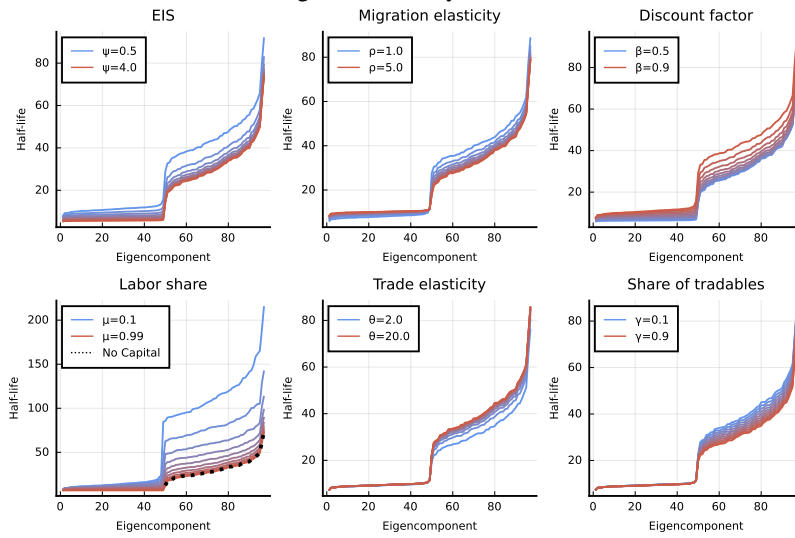 EIS
ψ=0.5
ψ=4.0
Half-life
80
60
40
20
0 20 40 60 80
Eigencomponent
Migration elasticity
ρ=1.0
ρ=5.0
Half-life
80
60
40
20
0 20 40 60 80
Eigencomponent
Discount factor
β=0.5
β=0.9
Half-life
80
60
40
20
0 20 40 60 80
Eigencomponent
Labor share
μ=0.1
μ=0.99
No Capital
Half-life
200
150
100
50
0 20 40 60 80
Eigencomponent
Trade elasticity
θ=2.0
θ=20.0
Half-life
80
60
40
20
0 20 40 60 80
Eigencomponent
Share of tradables
γ=0.1
γ=0.9
Half-life
80
60
40
20
0 20 40 60 80
Eigencomponent